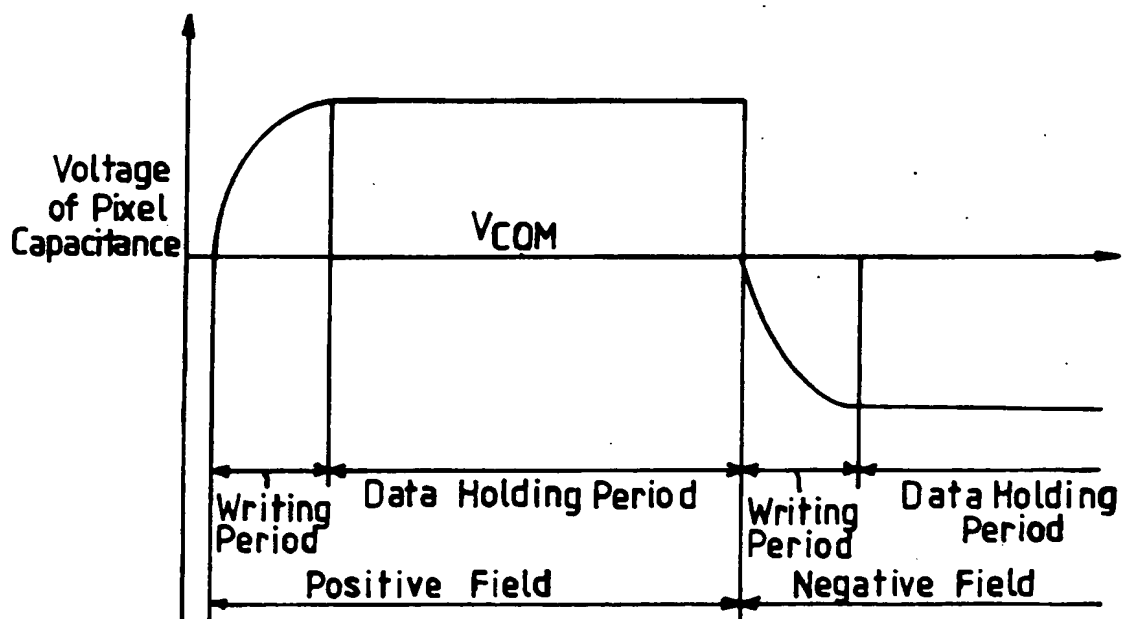 Voltage
of Pixel
Capacitance
VCOM
Writing
Period
Data Holding Period
Writing
Period
Data Holding
Period
Positive Field
Negative Field